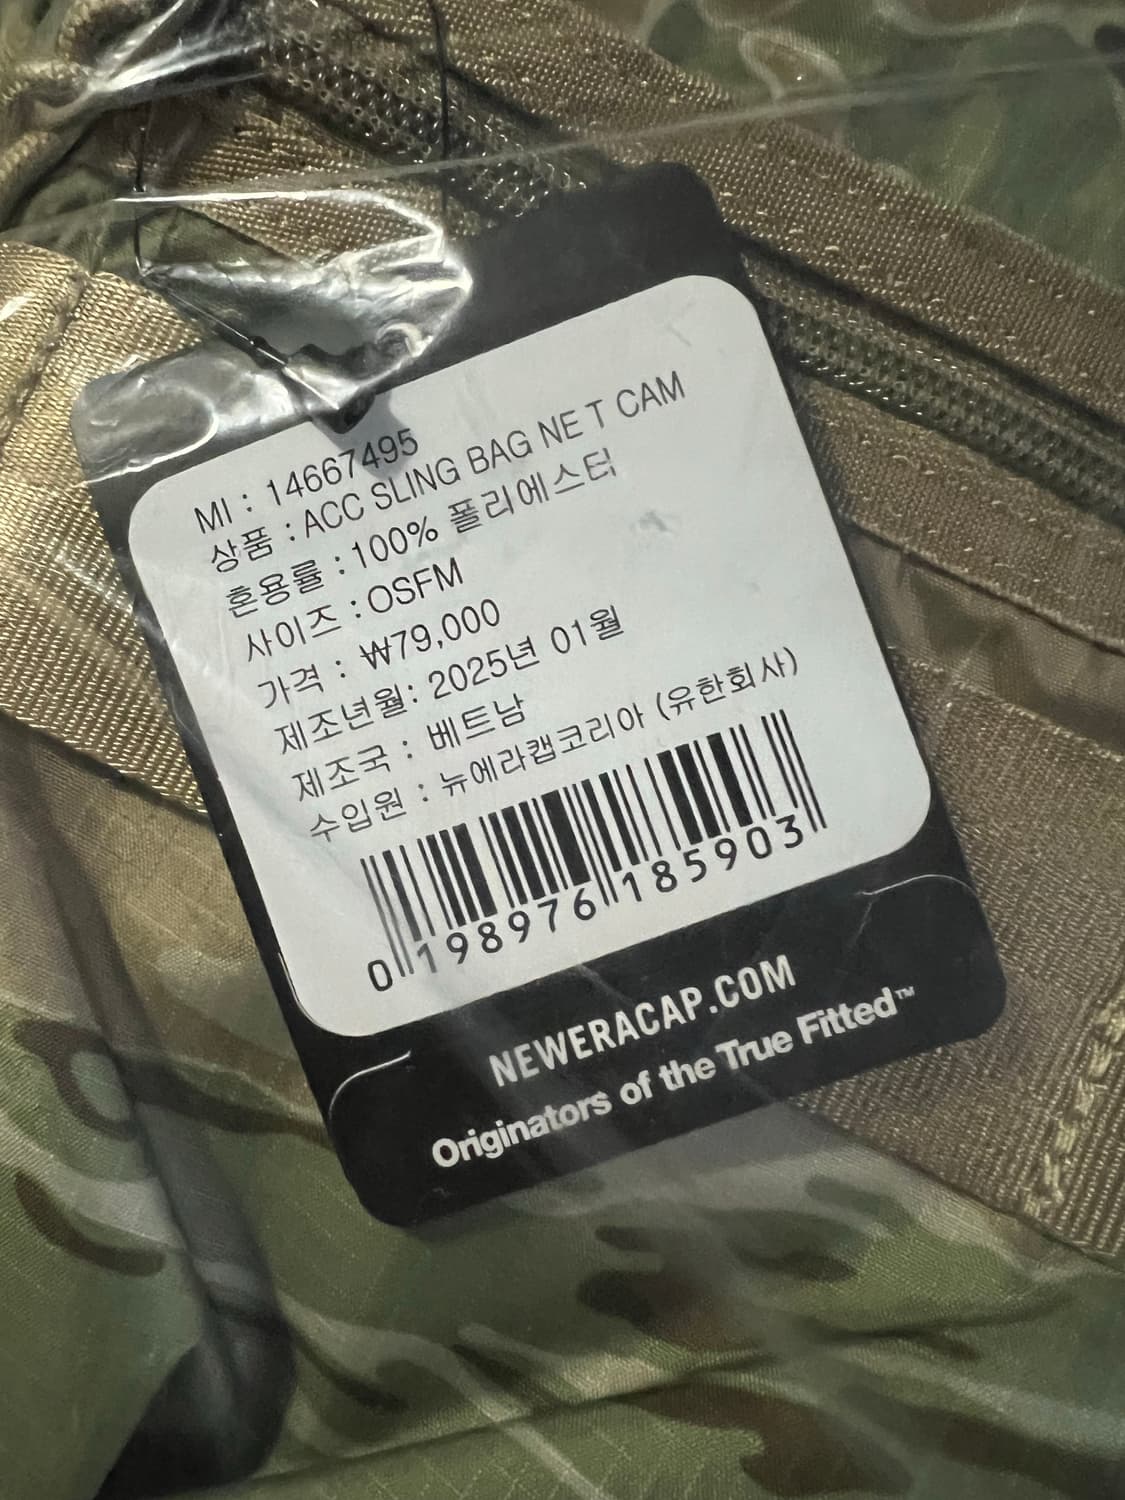 MI : 14667495
상품 : ACC SLING BAG NE T CAM
혼용률 : 100% 폴리에스터
사이즈 : OSFM
가격 : ₩79,000
제조년월: 2025년 01월
제조국 : 베트남
수입원 : 뉴에라캡코리아 (유한회사)
0 198976 185903
NEWERACAP.COM
Originators of the True Fitted™